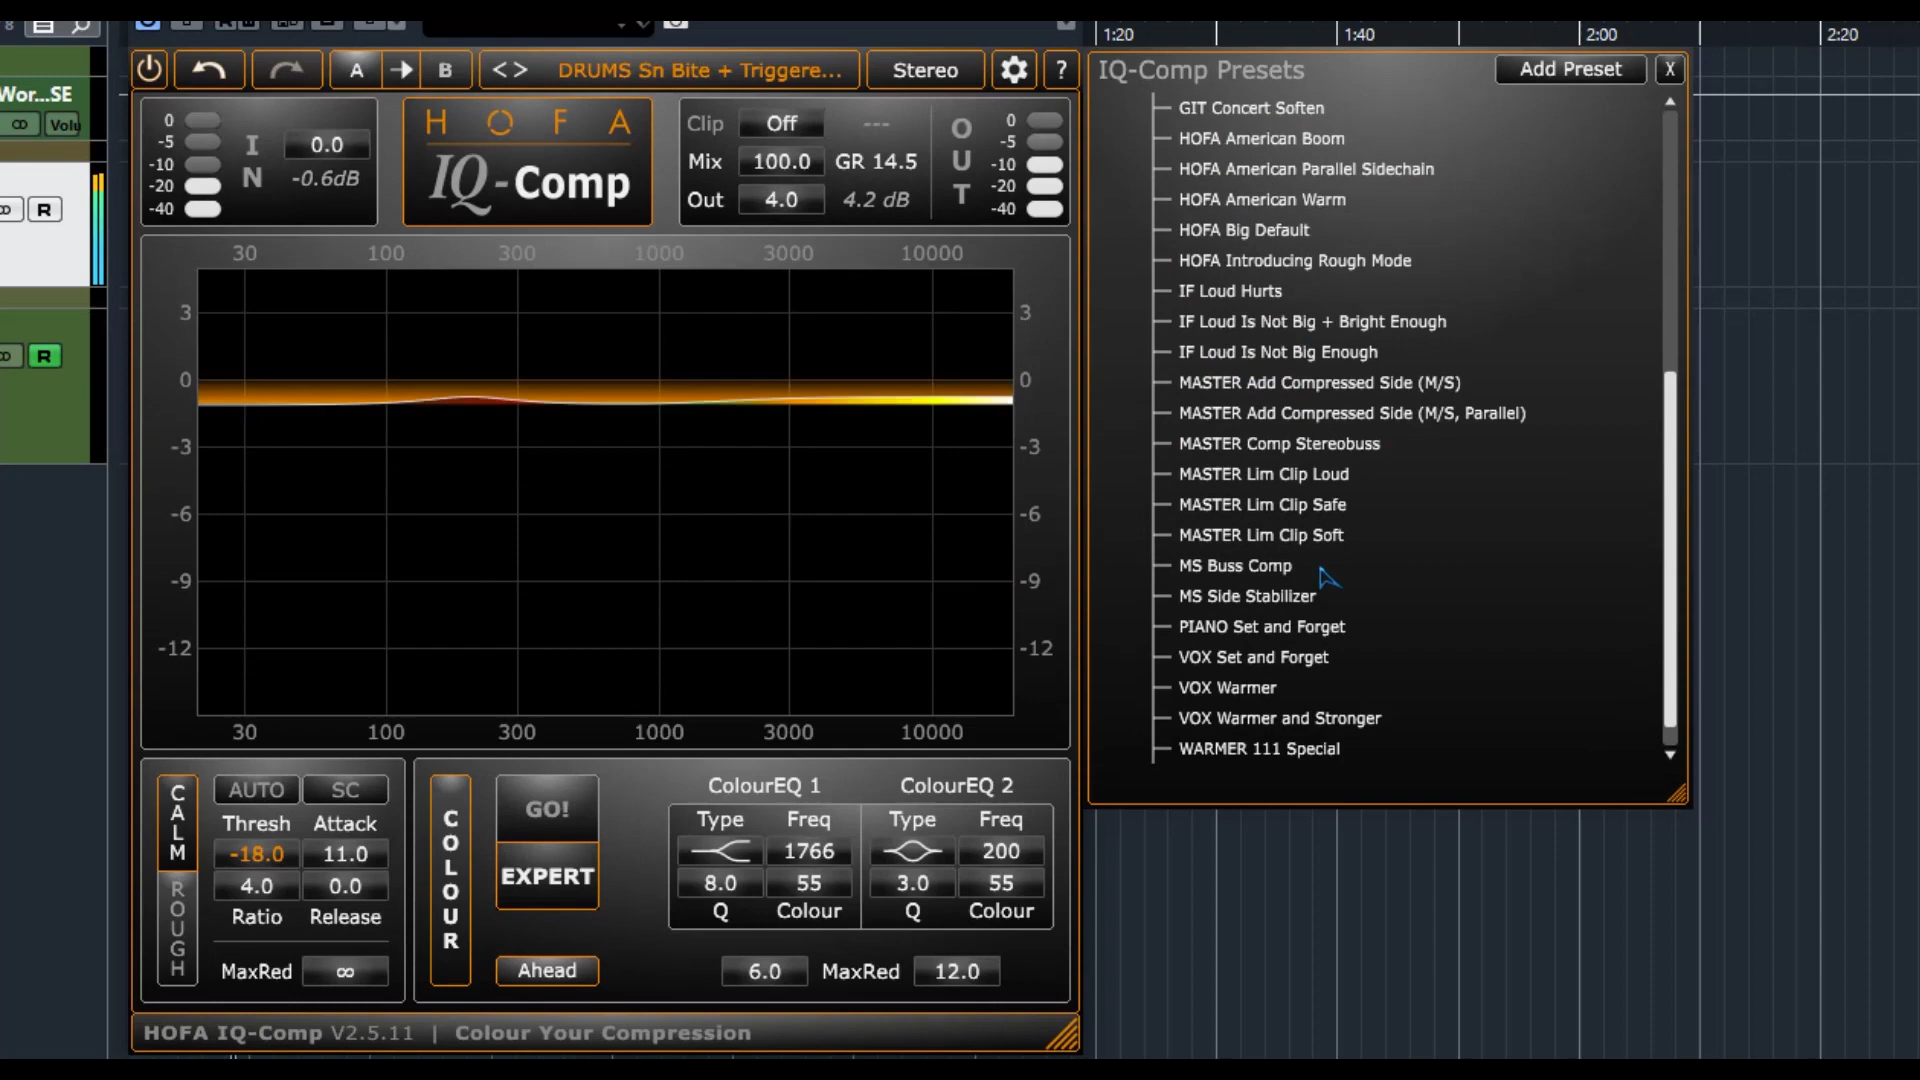 8
1:20
1:40
2:00
2:20
Wor...SE
Volu
R
R
A
B
< >
DRUMS Sn Bite + Triggere...
Stereo
?
0
-5
-10
-20
-40
IN
0.0
-0.6dB
HOFA
IQ-Comp
Clip Off ---
Mix 100.0 GR 14.5
Out 4.0 4.2 dB
OUT
0
-5
-10
-20
-40
30 100 300 1000 3000 10000
3 3
0 0
-3 -3
-6 -6
-9 -9
-12 -12
30 100 300 1000 3000 10000
CALM
ROUGH
AUTO SC
Thresh Attack
-18.0 11.0
4.0 0.0
Ratio Release
MaxRed ∞
COLOUR
GO!
EXPERT
Ahead
ColourEQ 1 ColourEQ 2
Type Freq Type Freq
1766 200
8.0 55 3.0 55
Q Colour Q Colour
6.0 MaxRed 12.0
HOFA IQ-Comp V2.5.11 | Colour Your Compression
IQ-Comp Presets
Add Preset
X
GIT Concert Soften
HOFA American Boom
HOFA American Parallel Sidechain
HOFA American Warm
HOFA Big Default
HOFA Introducing Rough Mode
IF Loud Hurts
IF Loud Is Not Big + Bright Enough
IF Loud Is Not Big Enough
MASTER Add Compressed Side (M/S)
MASTER Add Compressed Side (M/S, Parallel)
MASTER Comp Stereobuss
MASTER Lim Clip Loud
MASTER Lim Clip Safe
MASTER Lim Clip Soft
MS Buss Comp
MS Side Stabilizer
PIANO Set and Forget
VOX Set and Forget
VOX Warmer
VOX Warmer and Stronger
WARMER 111 Special